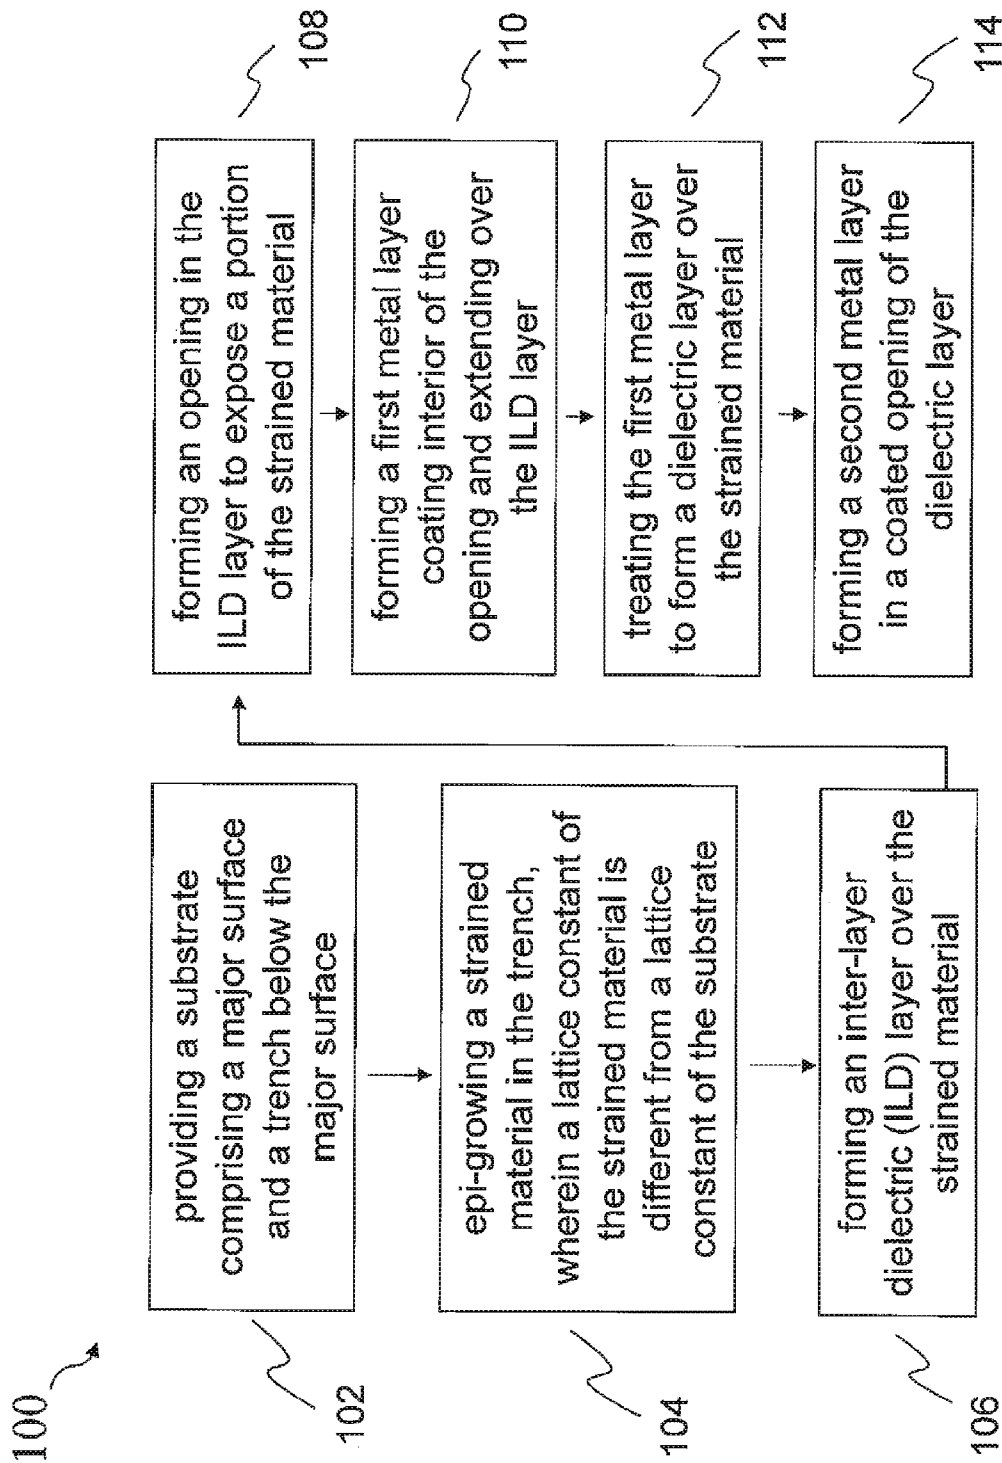 100
102
providing a substrate
comprising a major surface
and a trench below the
major surface
104
epi-growing a strained
material in the trench,
wherein a lattice constant of
the strained material is
different from a lattice
constant of the substrate
106
forming an inter-layer
dielectric (ILD) layer over the
strained material
108
forming an opening in the
ILD layer to expose a portion
of the strained material
110
forming a first metal layer
coating interior of the
opening and extending over
the ILD layer
112
treating the first metal layer
to form a dielectric layer over
the strained material
114
forming a second metal layer
in a coated opening of the
dielectric layer